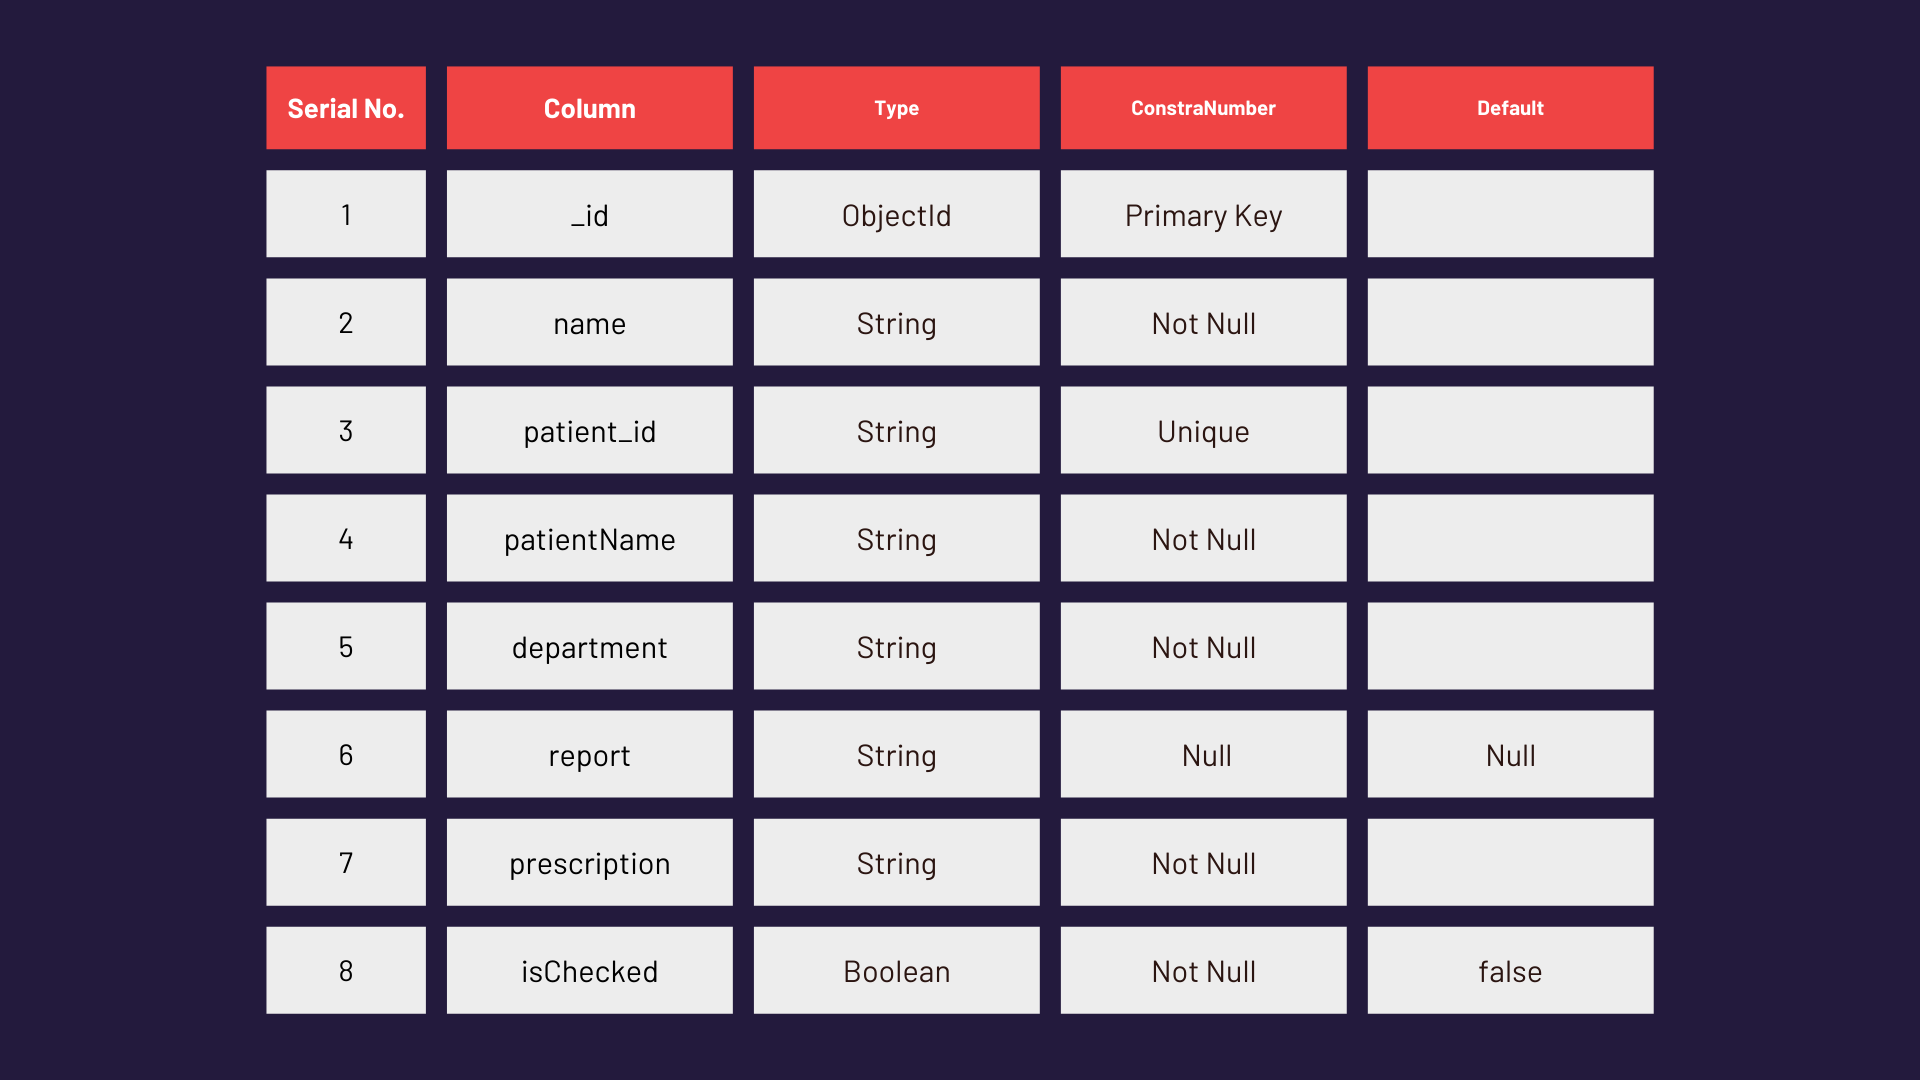 Serial No. Column Type ConstraNumber Default
1 _id ObjectId Primary Key
2 name String Not Null
3 patient_id String Unique
4 patientName String Not Null
5 department String Not Null
6 report String Null Null
7 prescription String Not Null
8 isChecked Boolean Not Null false